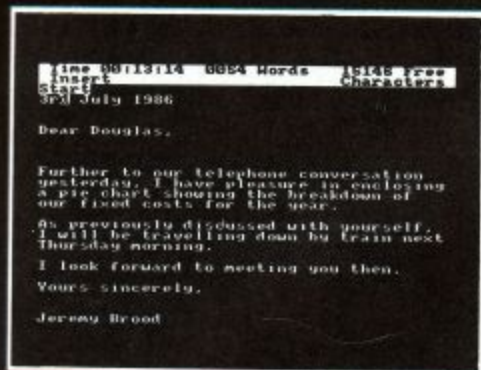 Time 00:13:14 0064 Words 15146 Free
Insert Characters
Start
3rd July 1986
Dear Douglas,
Further to our telephone conversation
yesterday, I have pleasure in enclosing
a pie chart showing the breakdown of
our fixed costs for the year.
As previously disdussed with yourself,
I will be travelling down by train next
Thursday morning.
I look forward to meeting you then.
Yours sincerely,
Jeremy Brood